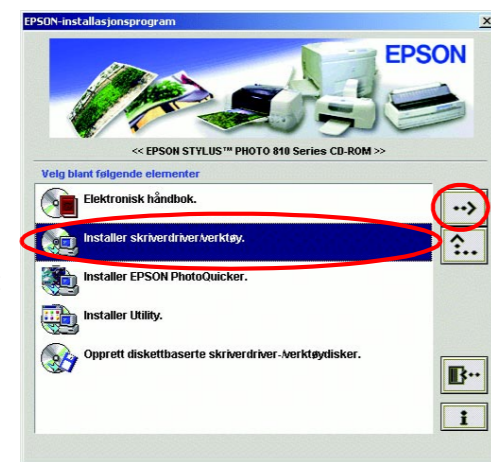 EPSON-installasjonsprogram
EPSON
<< EPSON STYLUS™ PHOTO 810 Series CD-ROM >>
Velg blant følgende elementer
Elektronisk håndbok.
Installer skriverdriver/verktøy.
Installer EPSON PhotoQuicker.
Installer Utility.
Opprett diskettbaserte skriverdriver-/verktøydisker.